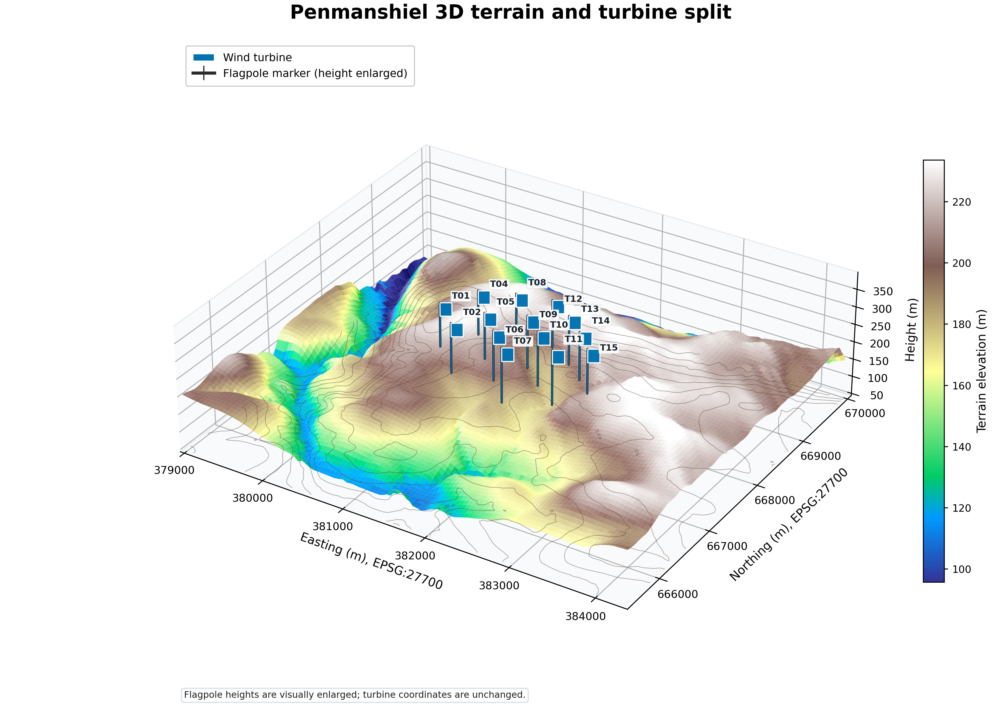 Penmanshiel 3D terrain and turbine split
Wind turbine
Flagpole marker (height enlarged)
T04
T08
T01
T05
T12
T02
T13
T09
T14
T10
T06
T07
T11
T15
350
300
250
200
150
100
50
Height (m)
670000
669000
668000
667000
666000
Northing (m), EPSG:27700
379000
380000
381000
382000
383000
384000
Easting (m), EPSG:27700
220
200
180
160
140
120
100
Terrain elevation (m)
Flagpole heights are visually enlarged; turbine coordinates are unchanged.